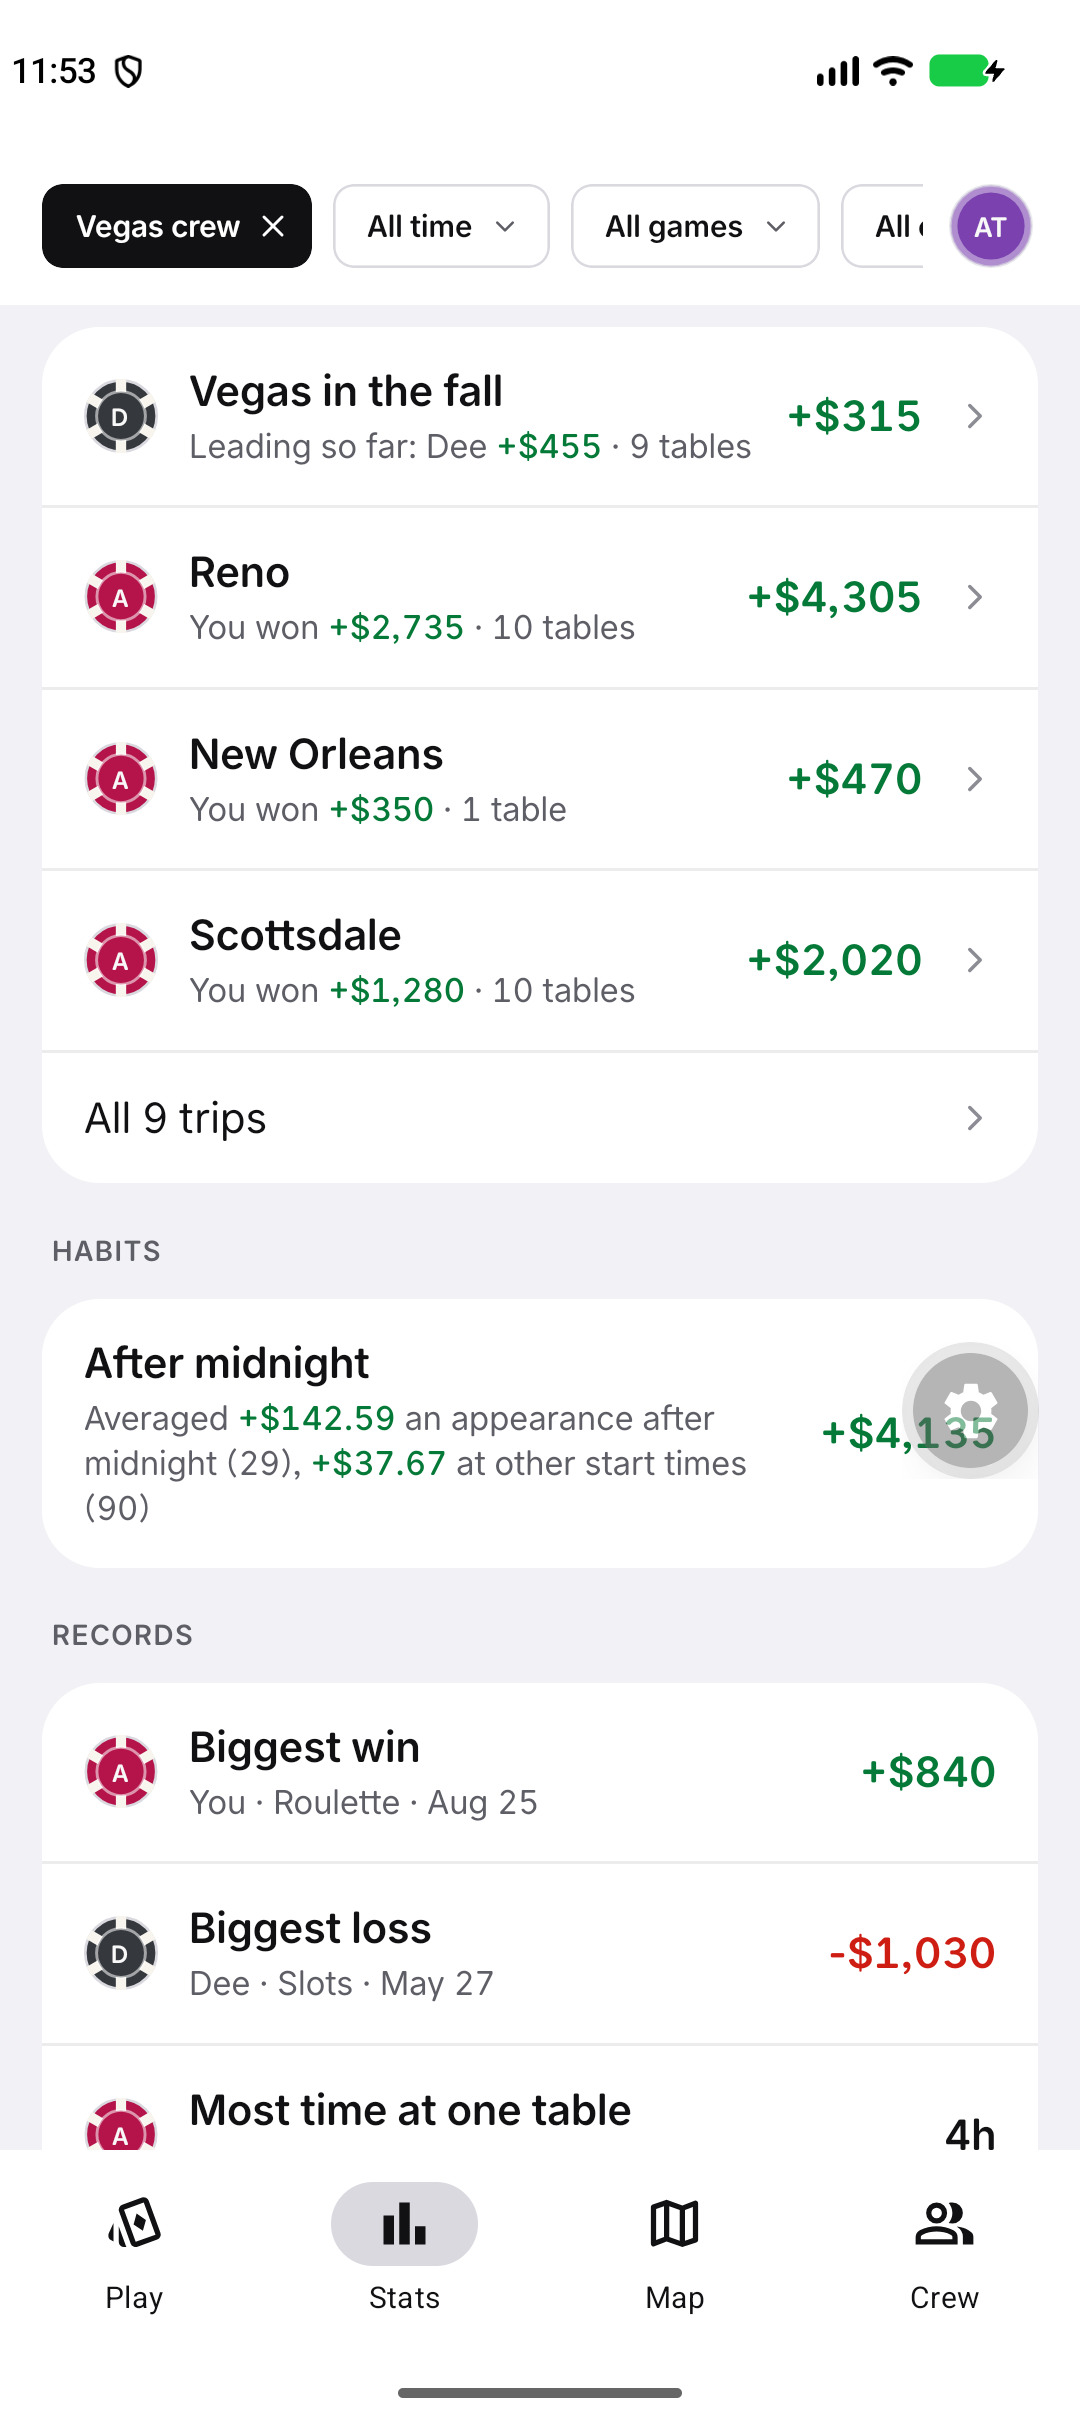 11:53
Vegas crew
All time
All games
All
AT
D
Vegas in the fall
Leading so far: Dee +$455 · 9 tables
+$315
A
Reno
You won +$2,735 · 10 tables
+$4,305
A
New Orleans
You won +$350 · 1 table
+$470
A
Scottsdale
You won +$1,280 · 10 tables
+$2,020
All 9 trips
HABITS
After midnight
Averaged +$142.59 an appearance after
midnight (29), +$37.67 at other start times
(90)
+$4,135
RECORDS
A
Biggest win
You · Roulette · Aug 25
+$840
D
Biggest loss
Dee · Slots · May 27
-$1,030
A
Most time at one table
4h
Play
Stats
Map
Crew